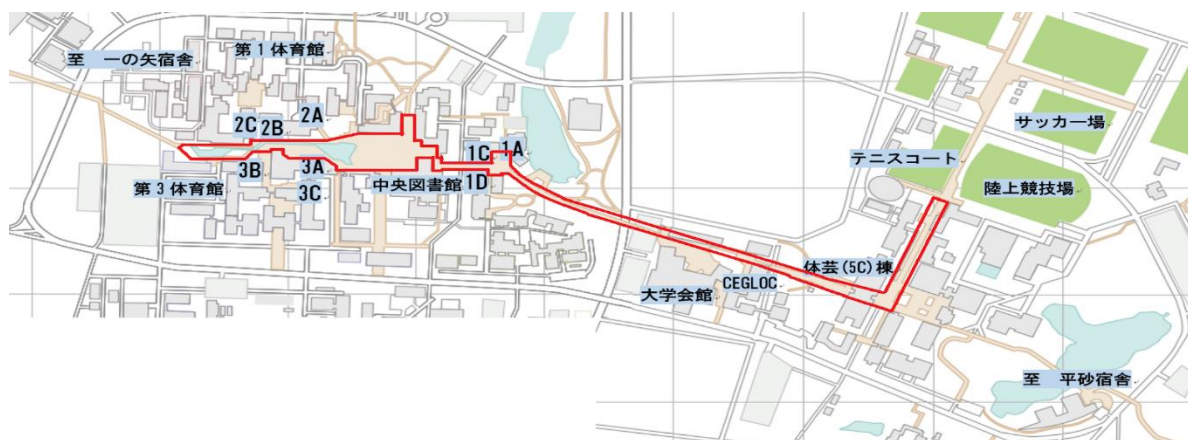 第１体育館
至　一の矢宿舎
2A
2C
2B
サッカー場
1C
1A
テニスコート
3B
3A
第３体育館
3C
中央図書館
1D
陸上競技場
体芸(5C)棟
CEGLOC
大学会館
至　平砂宿舎